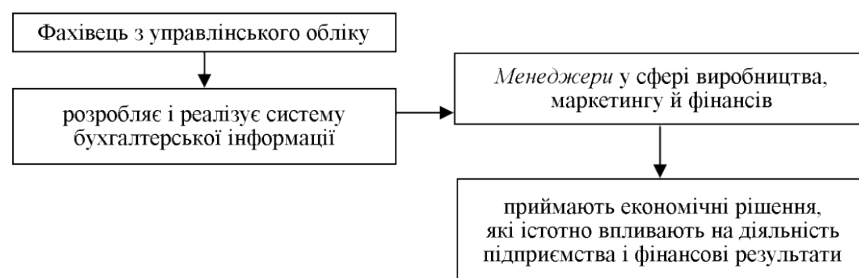 Фахівець з управлінського обліку
розробляє і реалізує систему
бухгалтерської інформації
Менеджери у сфері виробництва,
маркетингу й фінансів
приймають економічні рішення,
які істотно впливають на діяльність
підприємства і фінансові результати